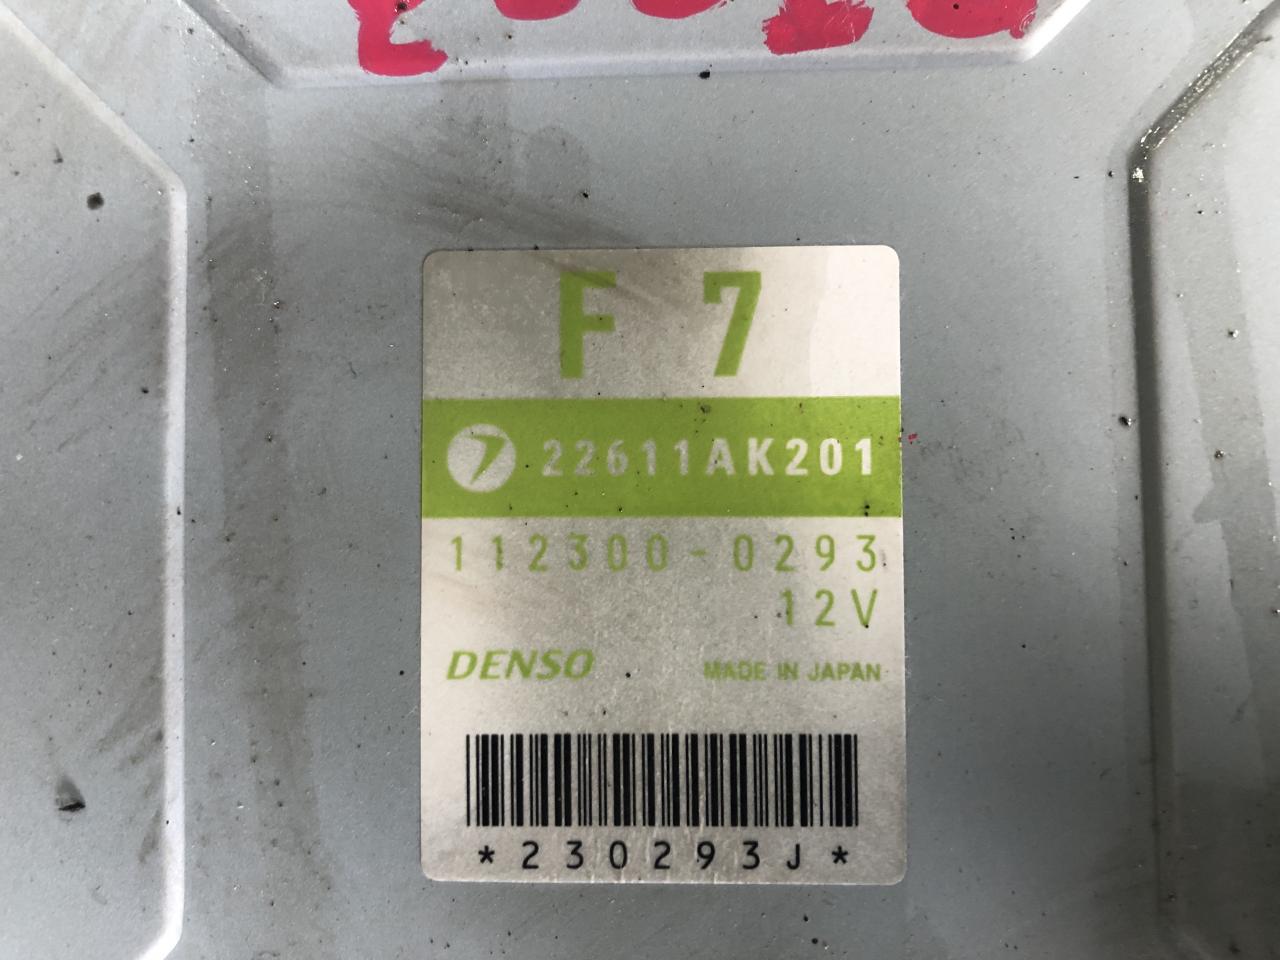 F 7
22611AK201
112300-0293
12V
DENSO MADE IN JAPAN
*230293J*